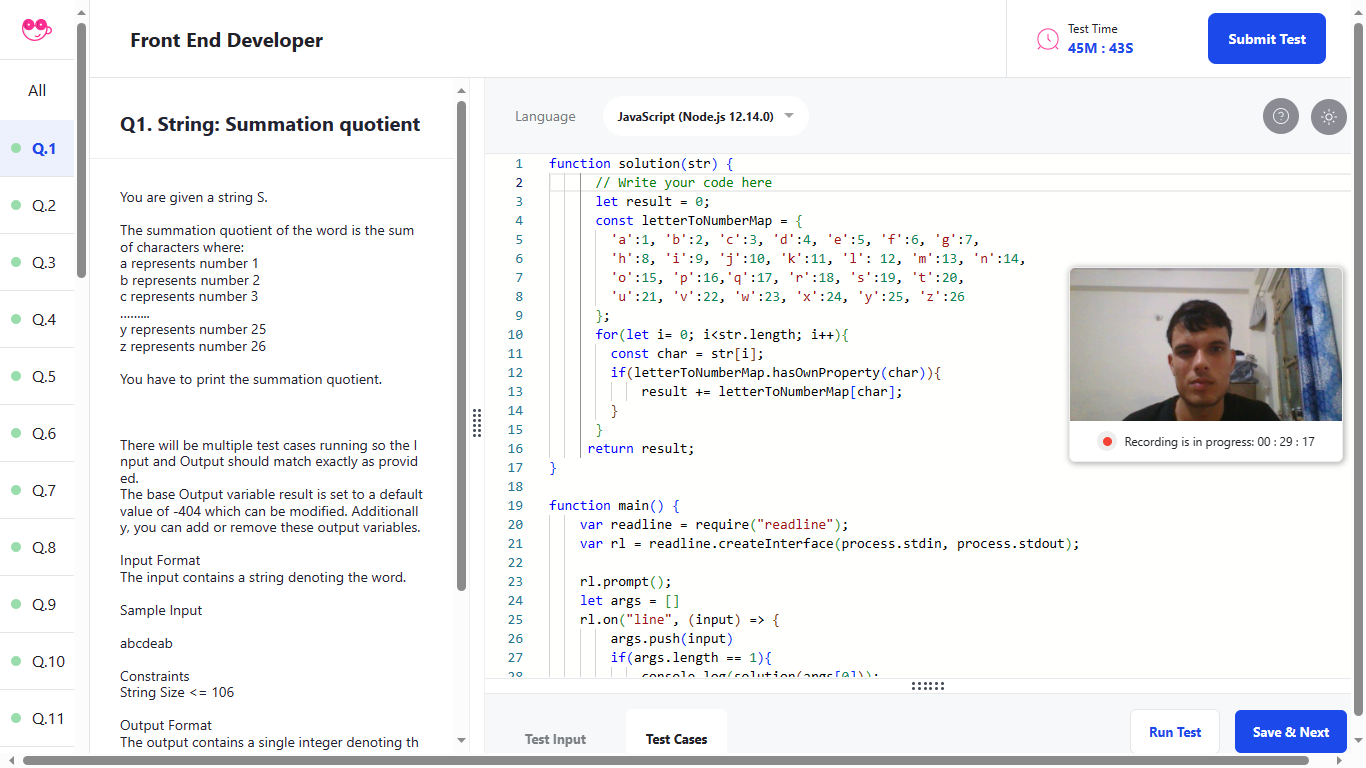 Front End Developer
Test Time
45M : 43S
Submit Test
All
Q.1
Q.2
Q.3
Q.4
Q.5
Q.6
Q.7
Q.8
Q.9
Q.10
Q.11
Q1. String: Summation quotient
You are given a string S.
The summation quotient of the word is the sum
of characters where:
a represents number 1
b represents number 2
c represents number 3
.........
y represents number 25
z represents number 26
You have to print the summation quotient.
There will be multiple test cases running so the I
nput and Output should match exactly as provid
ed.
The base Output variable result is set to a default
value of -404 which can be modified. Additionall
y, you can add or remove these output variables.
Input Format
The input contains a string denoting the word.
Sample Input
abcdeab
Constraints
String Size <= 106
Output Format
The output contains a single integer denoting th
Language
JavaScript (Node.js 12.14.0)
1 function solution(str) {
2 // Write your code here
3 let result = 0;
4 const letterToNumberMap = {
5 'a':1, 'b':2, 'c':3, 'd':4, 'e':5, 'f':6, 'g':7,
6 'h':8, 'i':9, 'j':10, 'k':11, 'l': 12, 'm':13, 'n':14,
7 'o':15, 'p':16,'q':17, 'r':18, 's':19, 't':20,
8 'u':21, 'v':22, 'w':23, 'x':24, 'y':25, 'z':26
9 };
10 for(let i= 0; i<str.length; i++){
11 const char = str[i];
12 if(letterToNumberMap.hasOwnProperty(char)){
13 result += letterToNumberMap[char];
14 }
15 }
16 return result;
17 }
18
19 function main() {
20 var readline = require("readline");
21 var rl = readline.createInterface(process.stdin, process.stdout);
22
23 rl.prompt();
24 let args = []
25 rl.on("line", (input) => {
26 args.push(input)
27 if(args.length == 1){
28 console.log(solution(args[0]));
Recording is in progress: 00 : 29 : 17
Test Input
Test Cases
Run Test
Save & Next